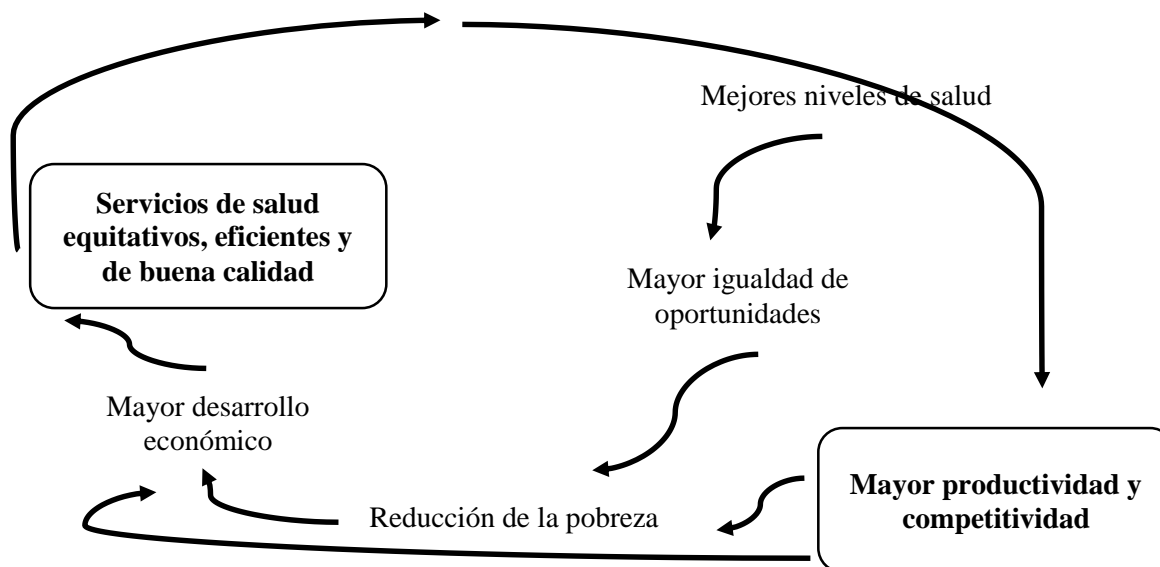 Mejores niveles de salud
Servicios de salud
equitativos, eficientes y
de buena calidad
Mayor igualdad de
oportunidades
Mayor desarrollo
económico
Mayor productividad y
competitividad
Reducción de la pobreza